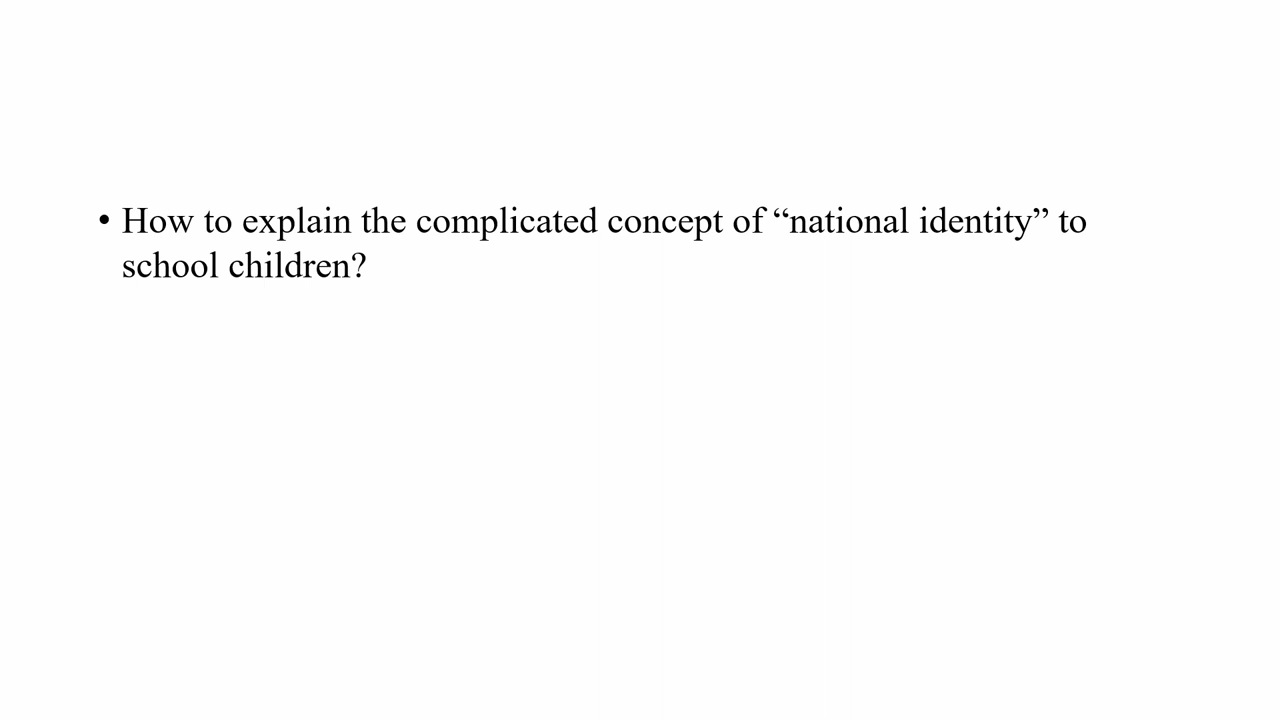 • How to explain the complicated concept of “national identity” to
school children?